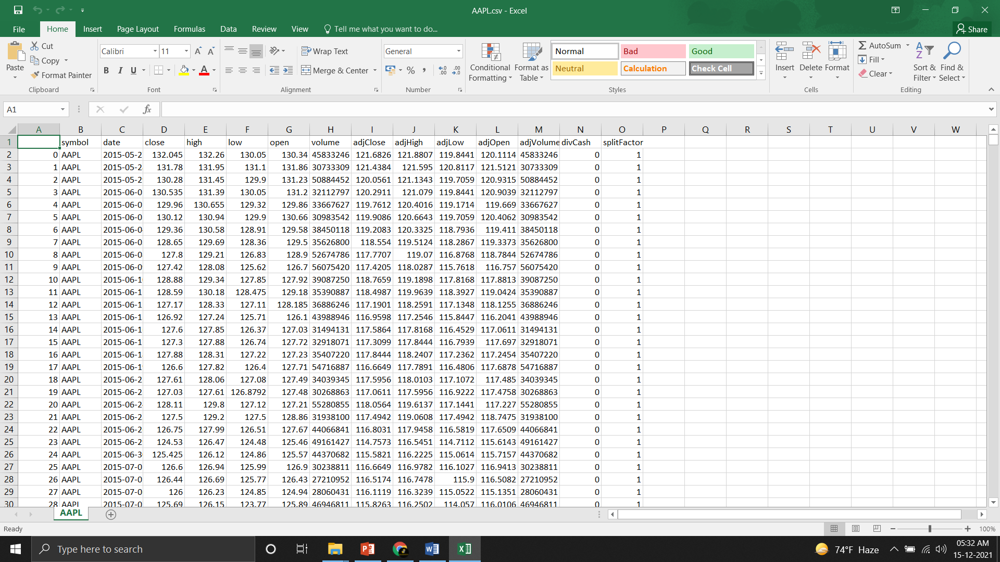 AAPL.csv - Excel
File Home Insert Page Layout Formulas Data Review View Tell me what you want to do... Share
Paste Cut Copy Format Painter Clipboard
Calibri 11 A A B I U A Font
Wrap Text Merge & Center Alignment
General % , .00 Number
Conditional Formatting Format as Table Normal Bad Good Neutral Calculation Check Cell Styles
Insert Delete Format Cells
AutoSum Fill Clear Sort & Filter Find & Select Editing
A1 fx
A B C D E F G H I J K L M N O P Q R S T U V W
1 symbol date close high low open volume adjClose adjHigh adjLow adjOpen adjVolume divCash splitFactor
2 0 AAPL 2015-05-2 132.045 132.26 130.05 130.34 45833246 121.6826 121.8807 119.8441 120.1114 45833246 0 1
3 1 AAPL 2015-05-2 131.78 131.95 131.1 131.86 30733309 121.4384 121.595 120.8117 121.5121 30733309 0 1
4 2 AAPL 2015-05-2 130.28 131.45 129.9 131.23 50884452 120.0561 121.1343 119.7059 120.9315 50884452 0 1
5 3 AAPL 2015-06-0 130.535 131.39 130.05 131.2 32112797 120.2911 121.079 119.8441 120.9039 32112797 0 1
6 4 AAPL 2015-06-0 129.96 130.655 129.32 129.86 33667627 119.7612 120.4016 119.1714 119.669 33667627 0 1
7 5 AAPL 2015-06-0 130.12 130.94 129.9 130.66 30983542 119.9086 120.6643 119.7059 120.4062 30983542 0 1
8 6 AAPL 2015-06-0 129.36 130.58 128.91 129.58 38450118 119.2083 120.3325 118.7936 119.411 38450118 0 1
9 7 AAPL 2015-06-0 128.65 129.69 128.36 129.5 35626800 118.554 119.5124 118.2867 119.3373 35626800 0 1
10 8 AAPL 2015-06-0 127.8 129.21 126.83 128.9 52674786 117.7707 119.07 116.8768 118.7844 52674786 0 1
11 9 AAPL 2015-06-0 127.42 128.08 125.62 126.7 56075420 117.4205 118.0287 115.7618 116.757 56075420 0 1
12 10 AAPL 2015-06-1 128.88 129.34 127.85 127.92 39087250 118.7659 119.1898 117.8168 117.8813 39087250 0 1
13 11 AAPL 2015-06-1 128.59 130.18 128.475 129.18 35390887 118.4987 119.9639 118.3927 119.0424 35390887 0 1
14 12 AAPL 2015-06-1 127.17 128.33 127.11 128.185 36886246 117.1901 118.2591 117.1348 118.1255 36886246 0 1
15 13 AAPL 2015-06-1 126.92 127.24 125.71 126.1 43988946 116.9598 117.2546 115.8447 116.2041 43988946 0 1
16 14 AAPL 2015-06-1 127.6 127.85 126.37 127.03 31494131 117.5864 117.8168 116.4529 117.0611 31494131 0 1
17 15 AAPL 2015-06-1 127.3 127.88 126.74 127.72 32918071 117.3099 117.8444 116.7939 117.697 32918071 0 1
18 16 AAPL 2015-06-1 127.88 128.31 127.22 127.23 35407220 117.8444 118.2407 117.2362 117.2454 35407220 0 1
19 17 AAPL 2015-06-1 126.6 127.82 126.4 127.71 54716887 116.6649 117.7891 116.4806 117.6878 54716887 0 1
20 18 AAPL 2015-06-2 127.61 128.06 127.08 127.49 34039345 117.5956 118.0103 117.1072 117.485 34039345 0 1
21 19 AAPL 2015-06-2 127.03 127.61 126.8792 127.48 30268863 117.0611 117.5956 116.9222 117.4758 30268863 0 1
22 20 AAPL 2015-06-2 128.11 129.8 127.12 127.21 55280855 118.0564 119.6137 117.1441 117.227 55280855 0 1
23 21 AAPL 2015-06-2 127.5 129.2 127.5 128.86 31938100 117.4942 119.0608 117.4942 118.7475 31938100 0 1
24 22 AAPL 2015-06-2 126.75 127.99 126.51 127.67 44066841 116.8031 117.9458 116.5819 117.6509 44066841 0 1
25 23 AAPL 2015-06-2 124.53 126.47 124.48 125.46 49161427 114.7573 116.5451 114.7112 115.6143 49161427 0 1
26 24 AAPL 2015-06-3 125.425 126.12 124.86 125.57 44370682 115.5821 116.2225 115.0614 115.7157 44370682 0 1
27 25 AAPL 2015-07-0 126.6 126.94 125.99 126.9 30238811 116.6649 116.9782 116.1027 116.9413 30238811 0 1
28 26 AAPL 2015-07-0 126.44 126.69 125.77 126.43 27210952 116.5174 116.7478 115.9 116.5082 27210952 0 1
29 27 AAPL 2015-07-0 126 126.23 124.85 124.94 28060431 116.1119 116.3239 115.0522 115.1351 28060431 0 1
30 28 AAPL 2015-07-0 125.69 126.15 123.77 125.89 46946811 115.8263 116.2502 114.057 116.0106 46946811 0 1
AAPL
Ready 100%
Type here to search 74°F Haze 05:32 AM
15-12-2021